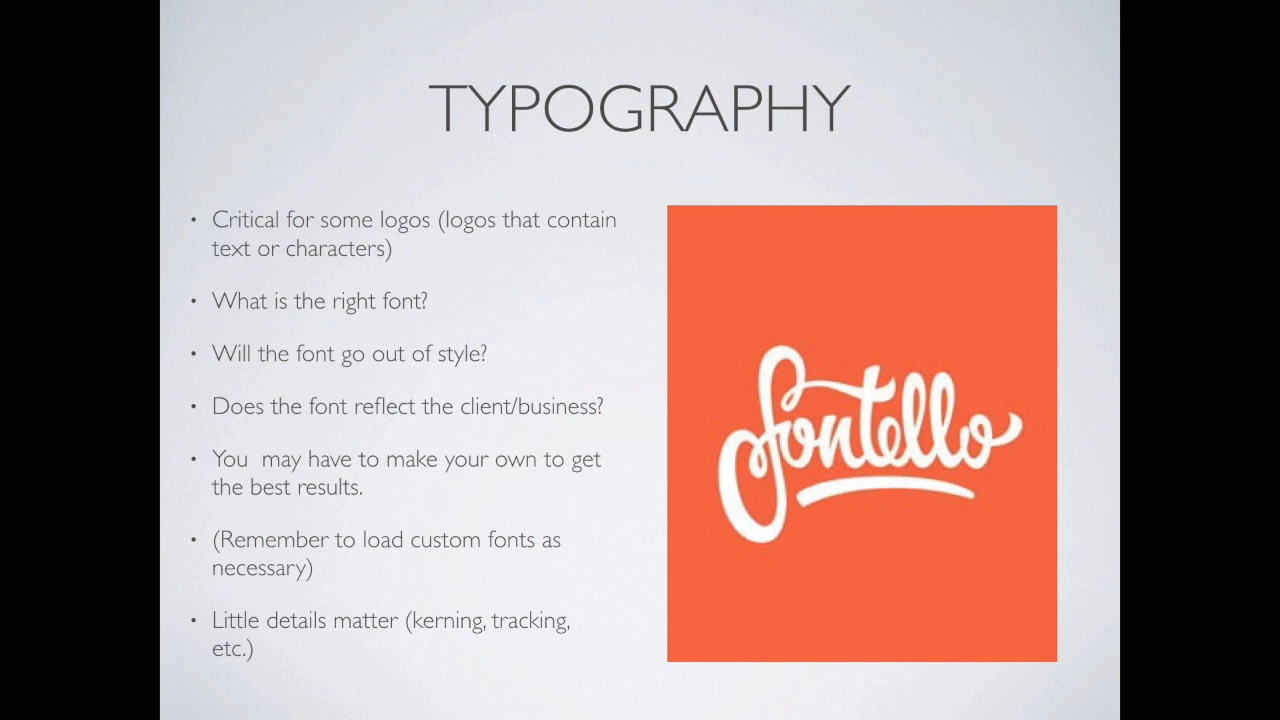 TYPOGRAPHY
• Critical for some logos (logos that contain
text or characters)
• What is the right font?
• Will the font go out of style?
• Does the font reflect the client/business?
• You  may have to make your own to get
the best results.
• (Remember to load custom fonts as
necessary)
• Little details matter (kerning, tracking,
etc.)
fontello